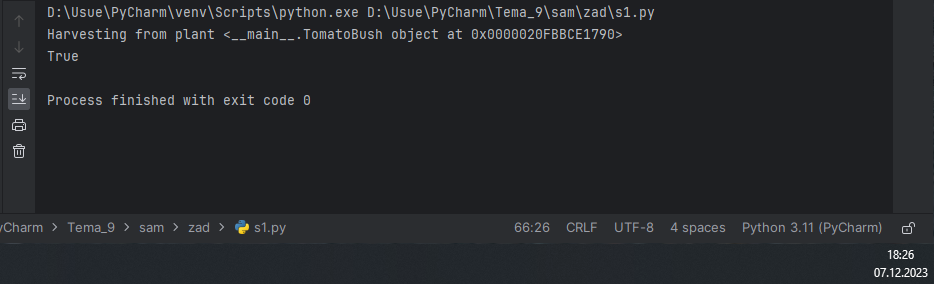 D:\Usue\PyCharm\venv\Scripts\python.exe D:\Usue\PyCharm\Tema_9\sam\zad\s1.py
Harvesting from plant <__main__.TomatoBush object at 0x0000020FBBCE1790>
True
Process finished with exit code 0
yCharm > Tema_9 > sam > zad > s1.py 66:26 CRLF UTF-8 4 spaces Python 3.11 (PyCharm)
18:26
07.12.2023